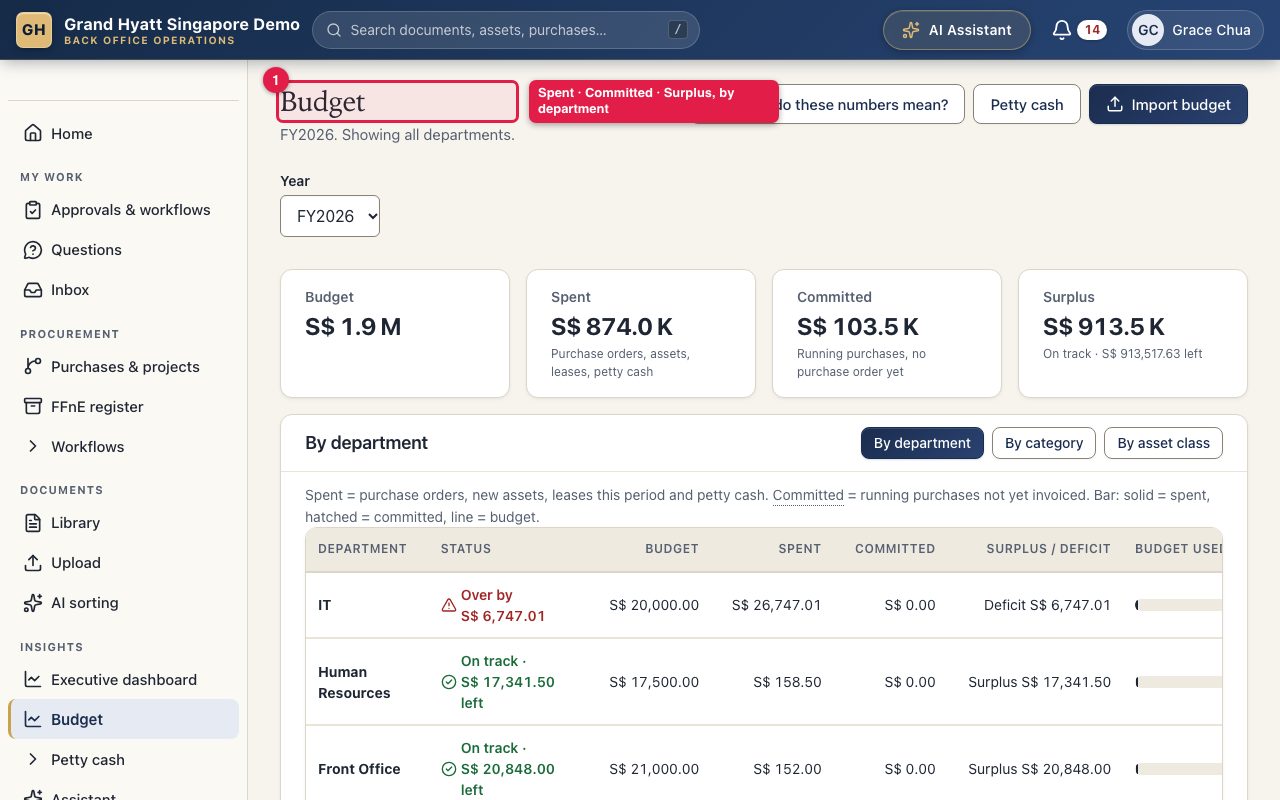 GH
Grand Hyatt Singapore Demo
BACK OFFICE OPERATIONS
Search documents, assets, purchases...
/
AI Assistant
14
GC
Grace Chua
Home
MY WORK
Approvals & workflows
Questions
Inbox
PROCUREMENT
Purchases & projects
FFnE register
Workflows
DOCUMENTS
Library
Upload
AI sorting
INSIGHTS
Executive dashboard
Budget
Petty cash
Assistant
1
Budget
Spent · Committed · Surplus, by
department
do these numbers mean?
Petty cash
Import budget
FY2026. Showing all departments.
Year
FY2026
Budget
S$ 1.9 M
Spent
S$ 874.0 K
Purchase orders, assets,
leases, petty cash
Committed
S$ 103.5 K
Running purchases, no
purchase order yet
Surplus
S$ 913.5 K
On track · S$ 913,517.63 left
By department
By department
By category
By asset class
Spent = purchase orders, new assets, leases this period and petty cash. Committed = running purchases not yet invoiced. Bar: solid = spent,
hatched = committed, line = budget.
DEPARTMENT STATUS BUDGET SPENT COMMITTED SURPLUS / DEFICIT BUDGET USED
IT
Over by
S$ 6,747.01
S$ 20,000.00 S$ 26,747.01 S$ 0.00 Deficit S$ 6,747.01
Human
Resources
On track ·
S$ 17,341.50
left
S$ 17,500.00 S$ 158.50 S$ 0.00 Surplus S$ 17,341.50
Front Office
On track ·
S$ 20,848.00
left
S$ 21,000.00 S$ 152.00 S$ 0.00 Surplus S$ 20,848.00